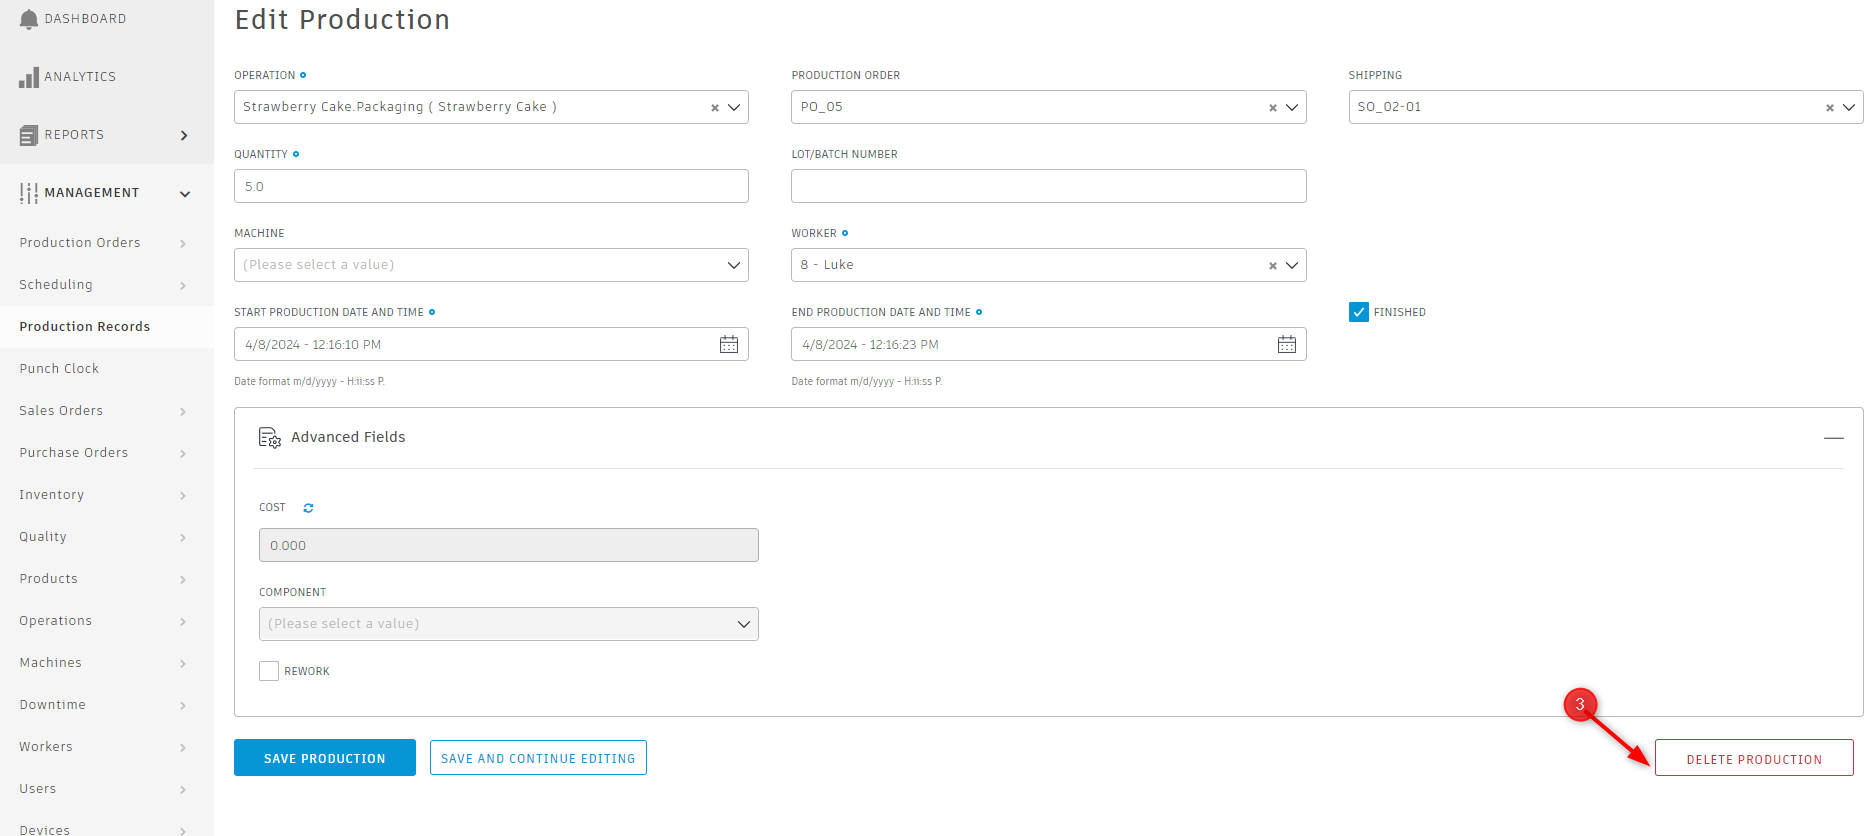 DASHBOARD
ANALYTICS
REPORTS
MANAGEMENT
Production Orders
Scheduling
Production Records
Punch Clock
Sales Orders
Purchase Orders
Inventory
Quality
Products
Operations
Machines
Downtime
Workers
Users
Devices
Edit Production
OPERATION
Strawberry Cake.Packaging ( Strawberry Cake )
PRODUCTION ORDER
PO_05
SHIPPING
SO_02-01
QUANTITY
5.0
LOT/BATCH NUMBER
MACHINE
(Please select a value)
WORKER
8 - Luke
START PRODUCTION DATE AND TIME
4/8/2024 - 12:16:10 PM
Date format m/d/yyyy - H:ii:ss P.
END PRODUCTION DATE AND TIME
4/8/2024 - 12:16:23 PM
Date format m/d/yyyy - H:ii:ss P.
FINISHED
Advanced Fields
COST
0.000
COMPONENT
(Please select a value)
REWORK
3
SAVE PRODUCTION
SAVE AND CONTINUE EDITING
DELETE PRODUCTION